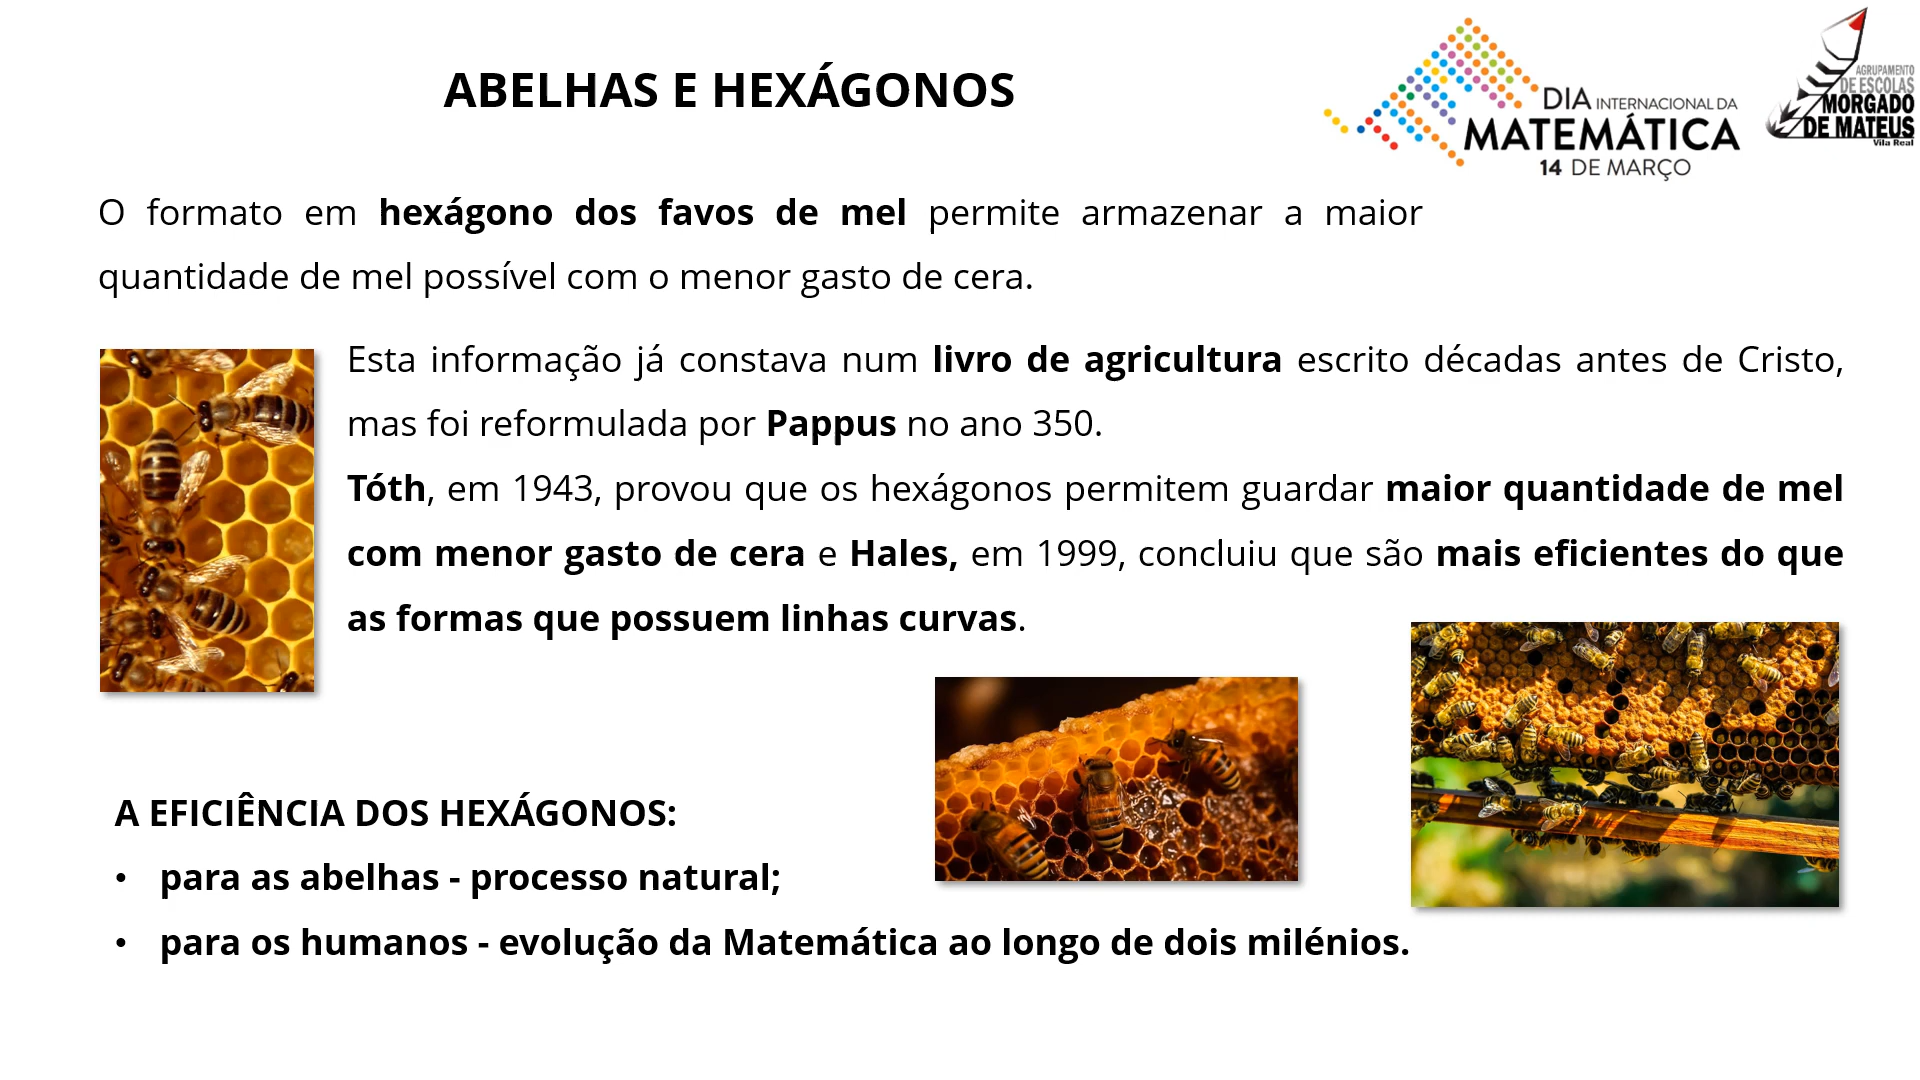 ABELHAS E HEXÁGONOS
DIA INTERNACIONAL DA
MATEMÁTICA
14 DE MARÇO
AGRUPAMENTO
DE ESCOLAS
MORGADO
DE MATEUS
Vila Real
O formato em hexágono dos favos de mel permite armazenar a maior
quantidade de mel possível com o menor gasto de cera.
Esta informação já constava num livro de agricultura escrito décadas antes de Cristo,
mas foi reformulada por Pappus no ano 350.
Tóth, em 1943, provou que os hexágonos permitem guardar maior quantidade de mel
com menor gasto de cera e Hales, em 1999, concluiu que são mais eficientes do que
as formas que possuem linhas curvas.
A EFICIÊNCIA DOS HEXÁGONOS:
• para as abelhas - processo natural;
• para os humanos - evolução da Matemática ao longo de dois milénios.